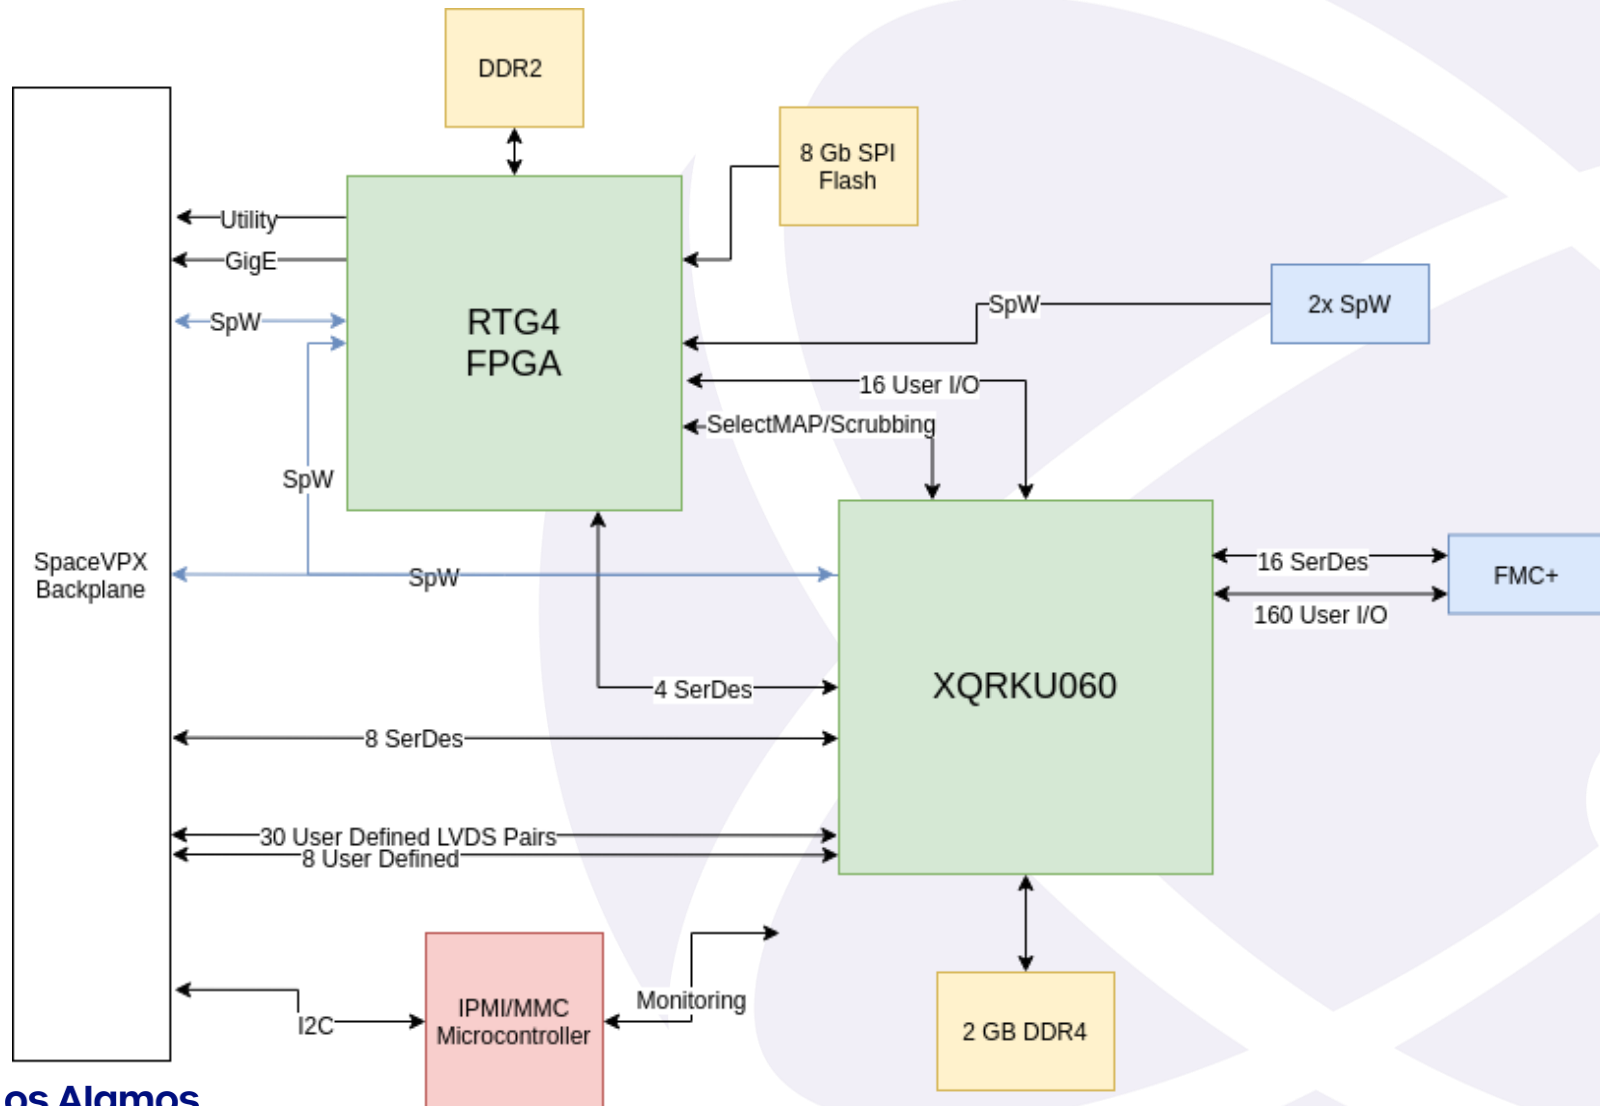 DDR2
8 Gb SPI
Flash
Utility
GigE
SpW
RTG4
FPGA
SpW
2x SpW
16 User I/O
SelectMAP/Scrubbing
SpW
SpaceVPX
Backplane
SpW
16 SerDes
FMC+
160 User I/O
4 SerDes
XQRKU060
8 SerDes
30 User Defined LVDS Pairs
8 User Defined
Monitoring
I2C
IPMI/MMC
Microcontroller
2 GB DDR4
os Alamos